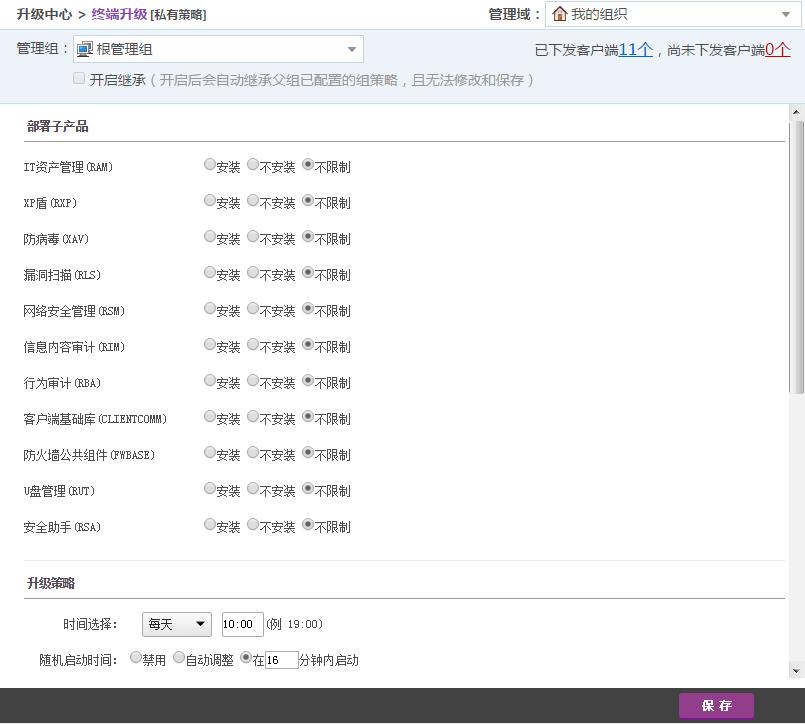 升级中心 > 终端升级 [私有策略] 管理域： 我的组织
管理组： 根管理组 已下发客户端11个，尚未下发客户端0个
开启继承（开启后会自动继承父组已配置的组策略，且无法修改和保存）
部署子产品
IT资产管理(RAM) 安装 不安装 不限制
XP盾(RXP) 安装 不安装 不限制
防病毒(XAV) 安装 不安装 不限制
漏洞扫描(RLS) 安装 不安装 不限制
网络安全管理(RSM) 安装 不安装 不限制
信息内容审计(RIM) 安装 不安装 不限制
行为审计(RBA) 安装 不安装 不限制
客户端基础库(CLIENTCOMM) 安装 不安装 不限制
防火墙公共组件(FWBASE) 安装 不安装 不限制
U盘管理(RUT) 安装 不安装 不限制
安全助手(RSA) 安装 不安装 不限制
升级策略
时间选择： 每天 10:00 (例 19:00)
随机启动时间： 禁用 自动调整 在16分钟内启动
保存